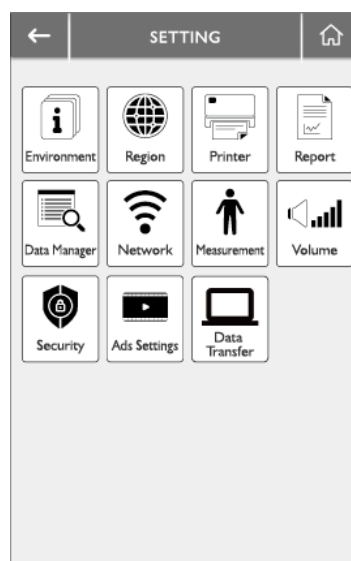 SETTING
Environment
Region
Printer
Report
Data Manager
Network
Measurement
Volume
Security
Ads Settings
Data
Transfer